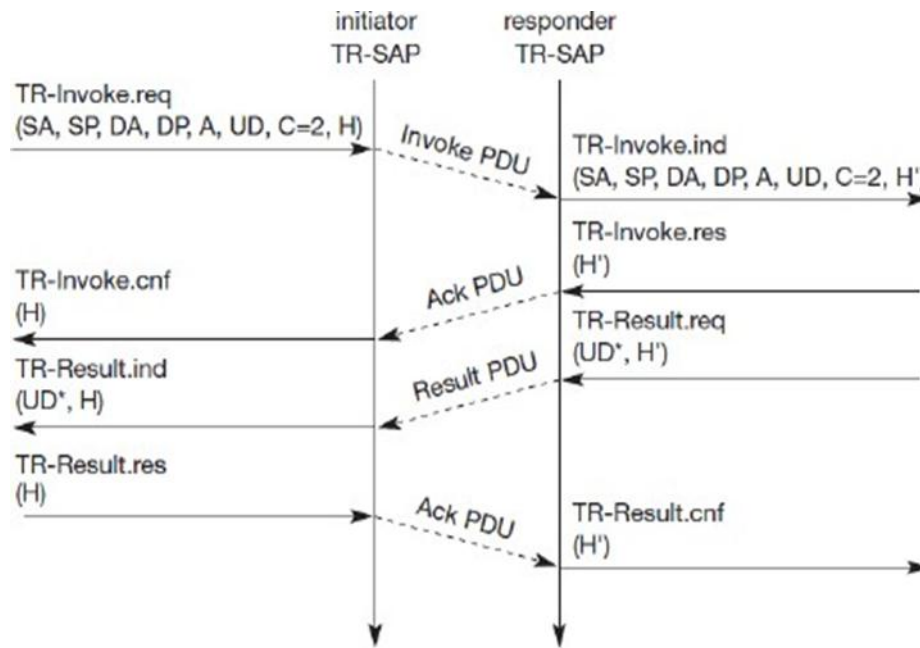 initiator
TR-SAP
responder
TR-SAP
TR-Invoke.req
(SA, SP, DA, DP, A, UD, C=2, H)
Invoke PDU
TR-Invoke.ind
(SA, SP, DA, DP, A, UD, C=2, H'
TR-Invoke.res
(H')
Ack PDU
TR-Invoke.cnf
(H)
TR-Result.req
(UD*, H')
Result PDU
TR-Result.ind
(UD*, H)
TR-Result.res
(H)
Ack PDU
TR-Result.cnf
(H')